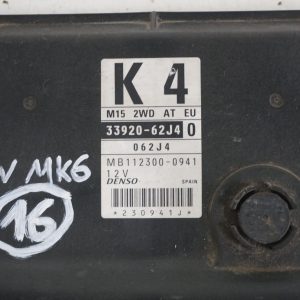 K 4
M15 2WD AT EU
33920-62J4 0
062J4
MB112300-0941
12V
DENSO
SPAIN
*230941J*
V MK6
16